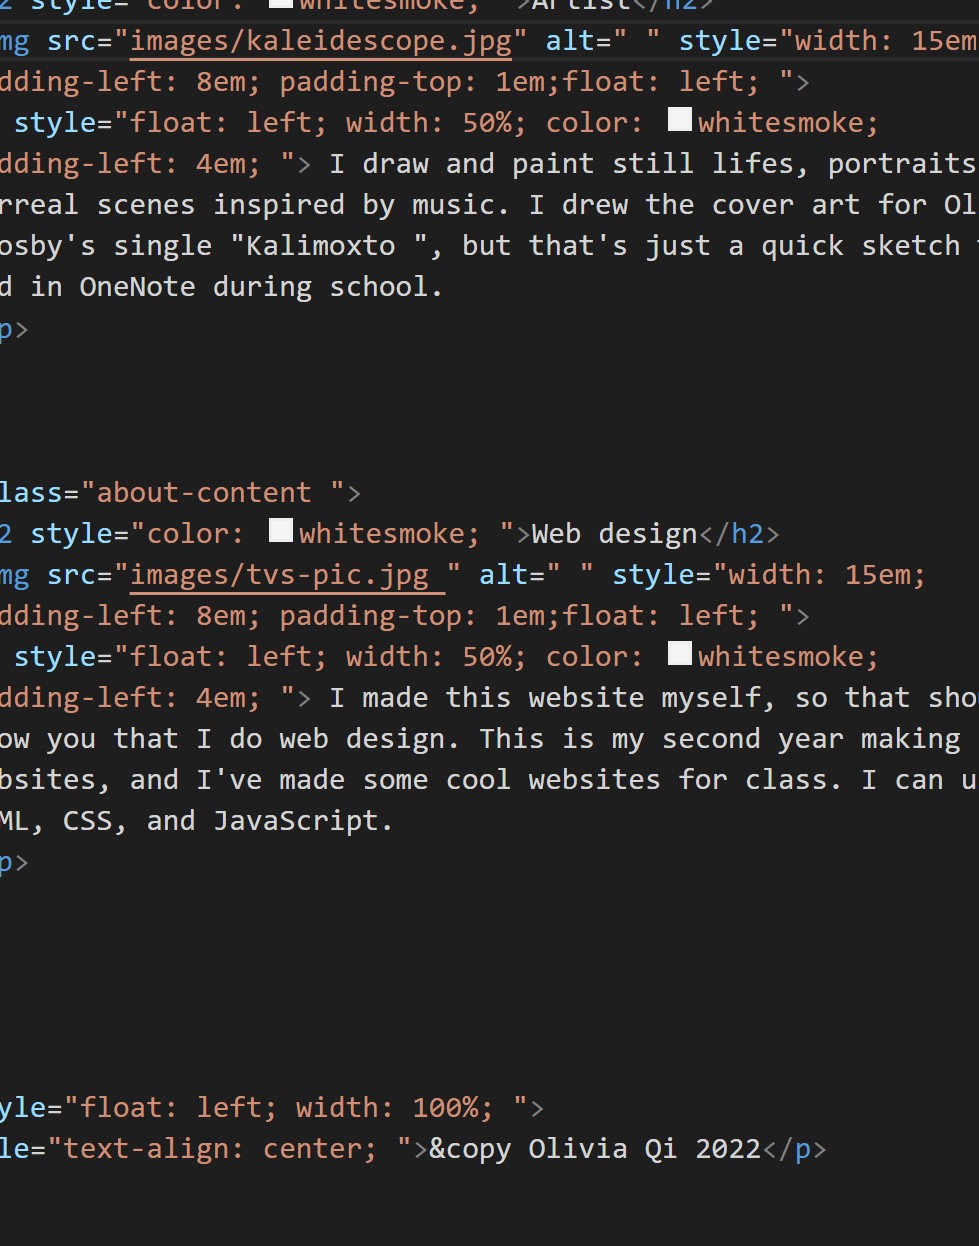 2 style="color: whitesmoke; ">Artist</h2>
mg src="images/kaleidescope.jpg" alt=" " style="width: 15em
dding-left: 8em; padding-top: 1em;float: left; ">
style="float: left; width: 50%; color: whitesmoke;
dding-left: 4em; "> I draw and paint still lifes, portraits
rreal scenes inspired by music. I drew the cover art for Ol
osby's single "Kalimoxto ", but that's just a quick sketch
d in OneNote during school.
p>
lass="about-content ">
2 style="color: whitesmoke; ">Web design</h2>
mg src="images/tvs-pic.jpg " alt=" " style="width: 15em;
dding-left: 8em; padding-top: 1em;float: left; ">
style="float: left; width: 50%; color: whitesmoke;
dding-left: 4em; "> I made this website myself, so that sho
ow you that I do web design. This is my second year making
bsites, and I've made some cool websites for class. I can u
ML, CSS, and JavaScript.
p>
yle="float: left; width: 100%; ">
le="text-align: center; ">&copy Olivia Qi 2022</p>